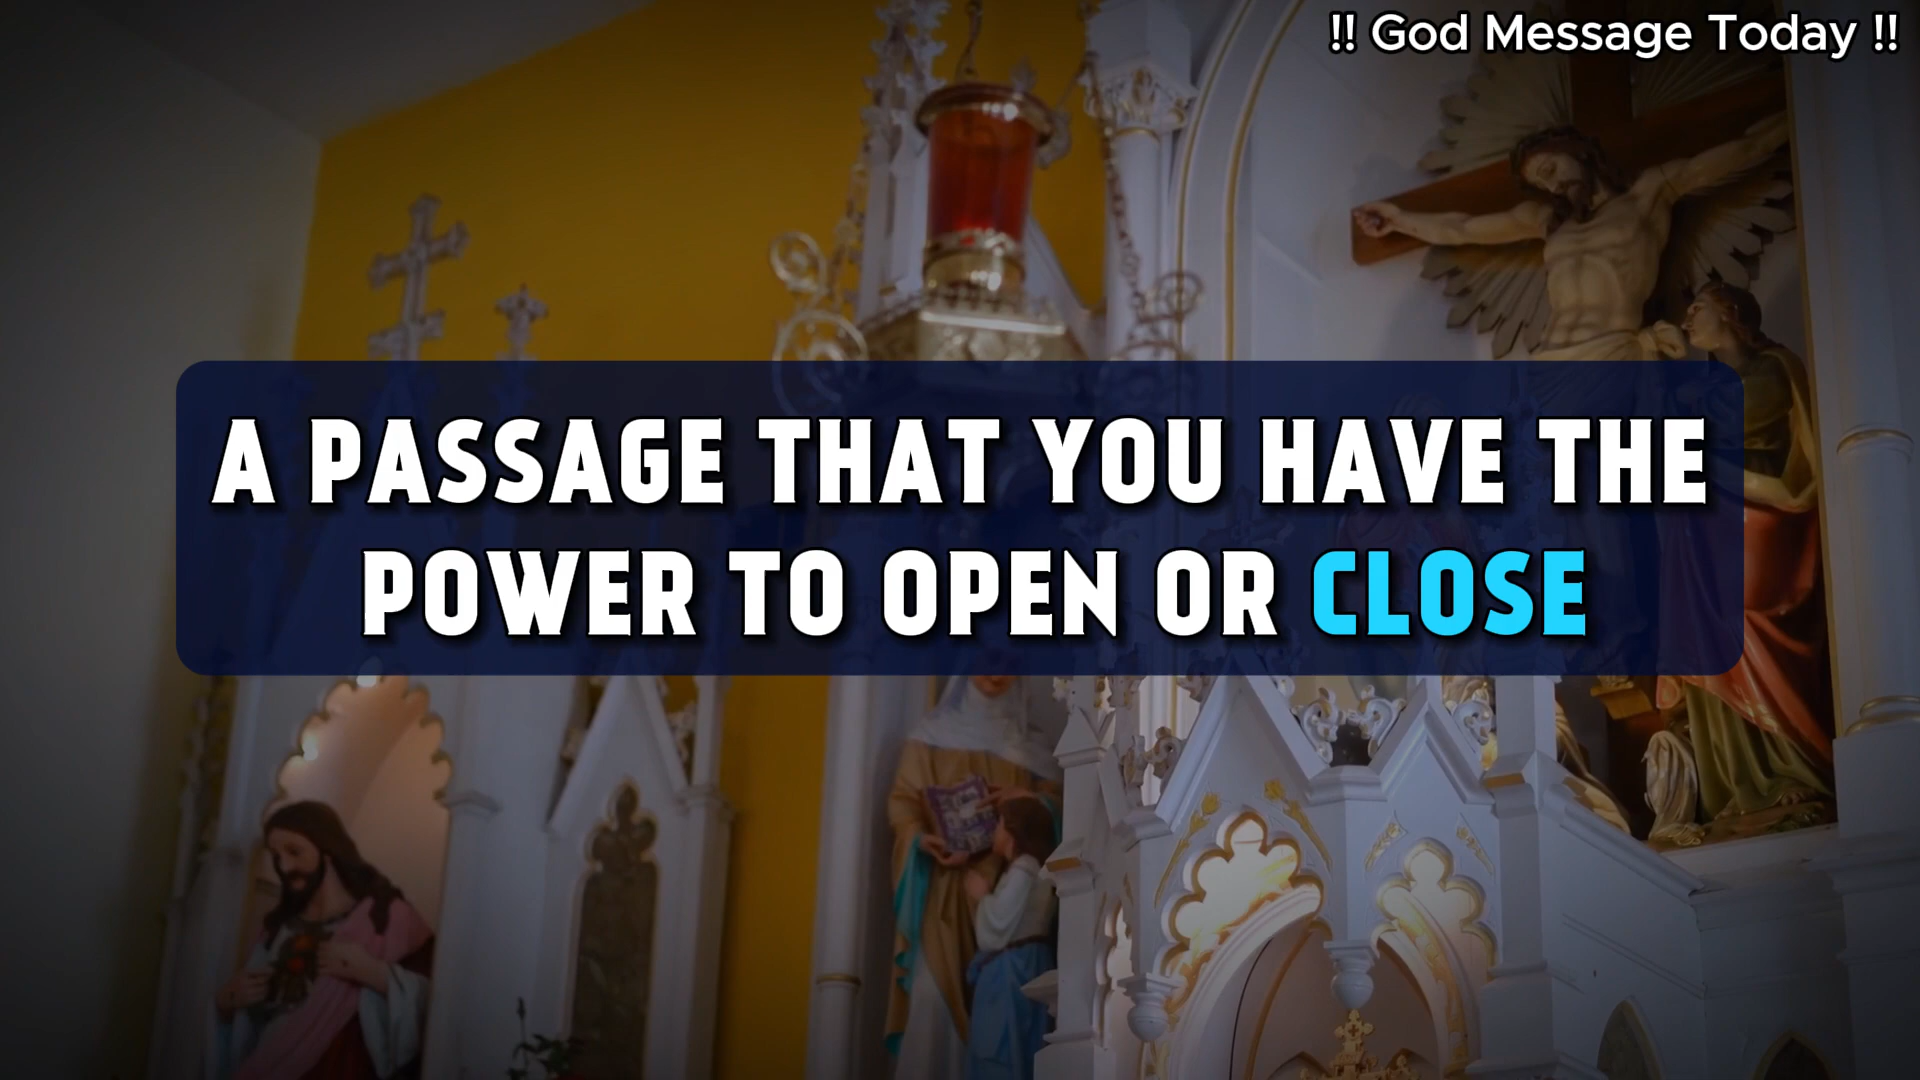 !! God Message Today !!
A PASSAGE THAT YOU HAVE THE
POWER TO OPEN OR CLOSE